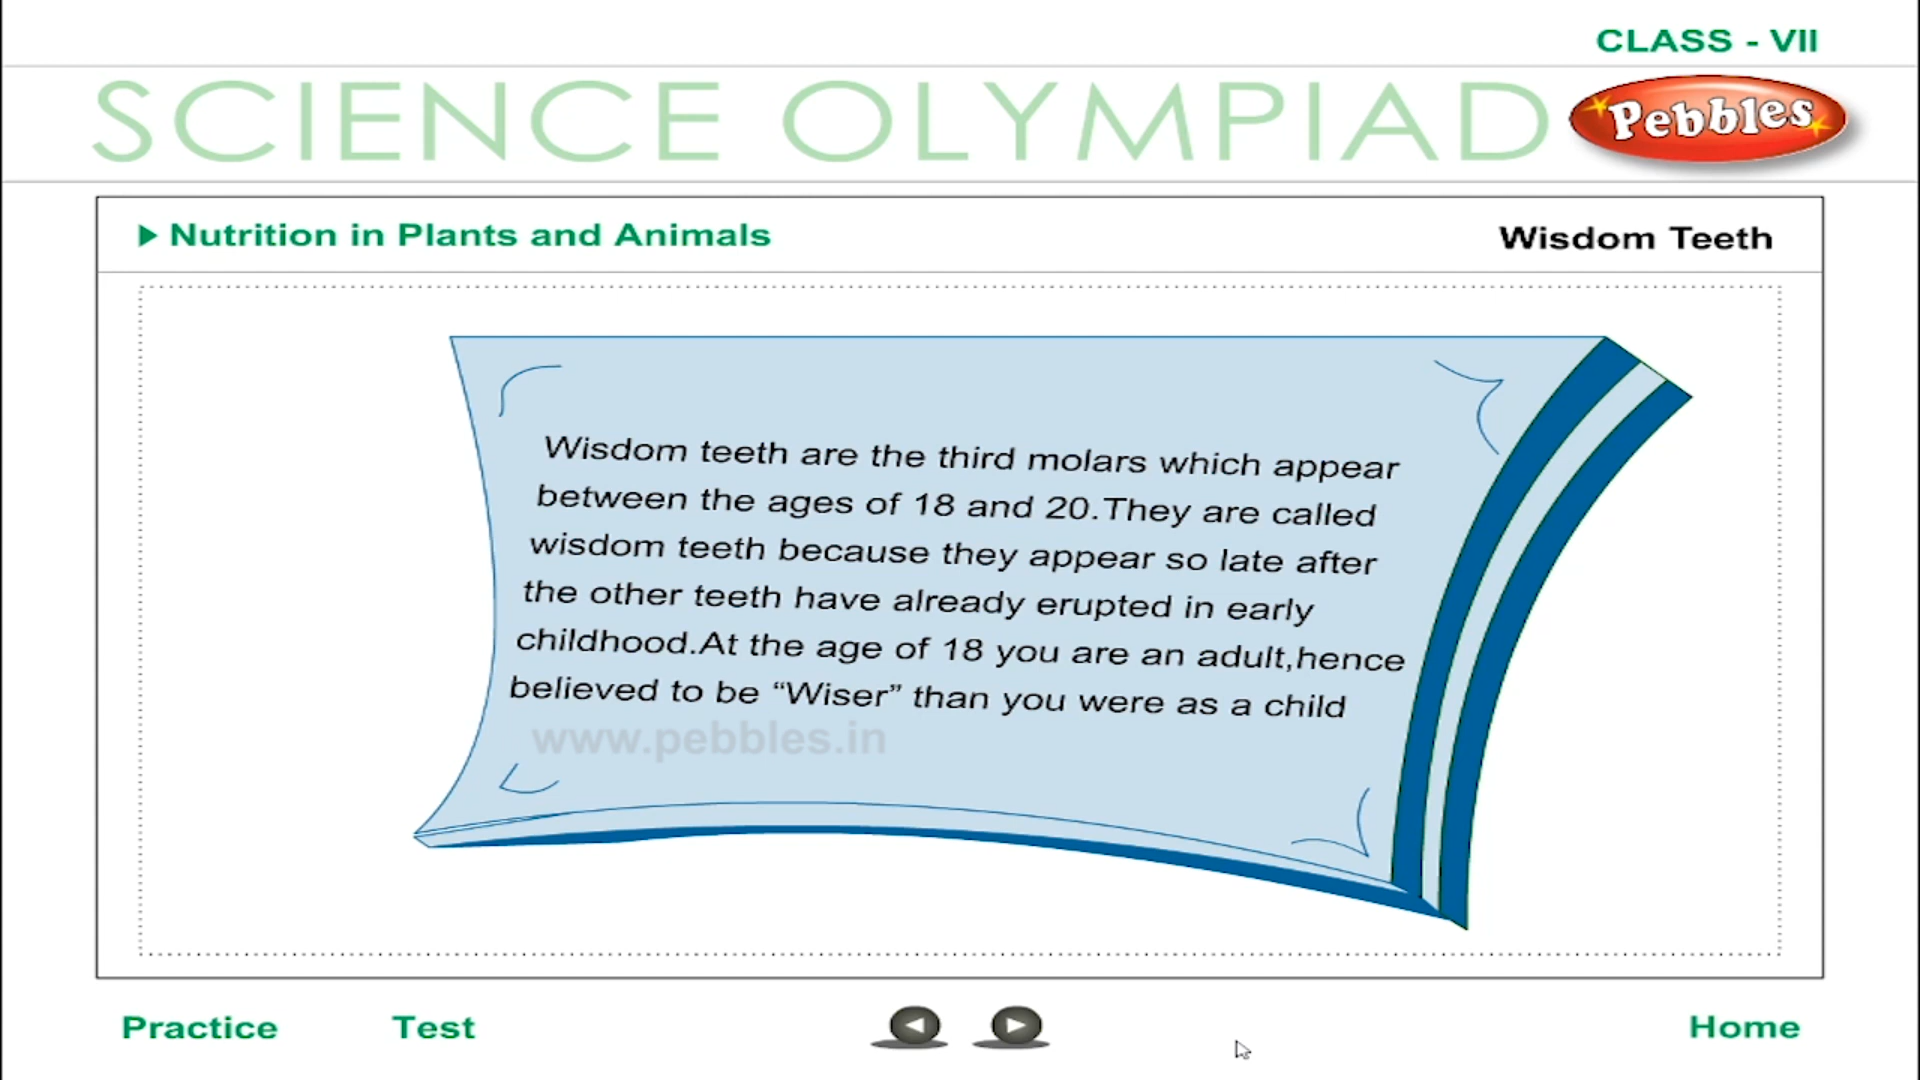 CLASS - VII
SCIENCE OLYMPIAD
Pebbles
Nutrition in Plants and Animals
Wisdom Teeth
Wisdom teeth are the third molars which appear
between the ages of 18 and 20.They are called
wisdom teeth because they appear so late after
the other teeth have already erupted in early
childhood.At the age of 18 you are an adult,hence
believed to be “Wiser” than you were as a child
www.pebbles.in
Practice
Test
Home